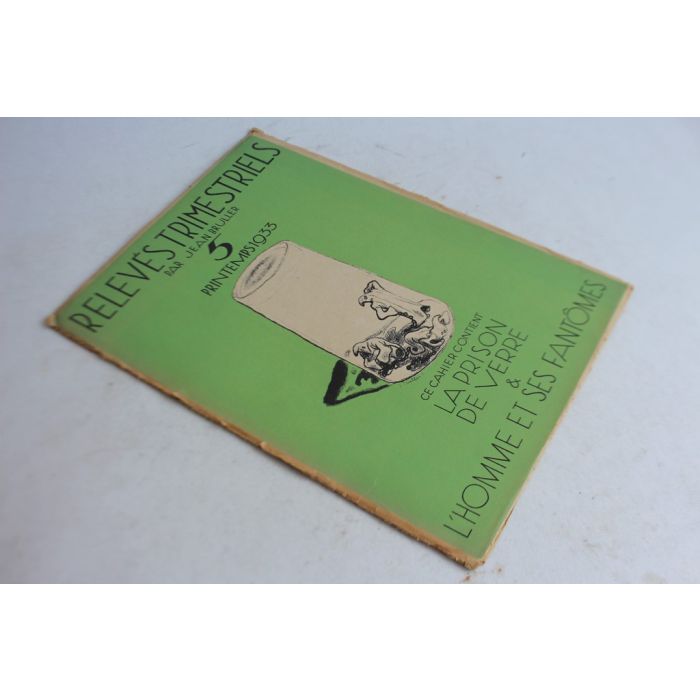 RELEVÉS TRIMESTRIELS
PAR JEAN BRULLER
5
PRINTEMPS 1933
CE CAHIER CONTIENT
LA PRISON
DE VERRE
&
L'HOMME ET SES FANTÔMES